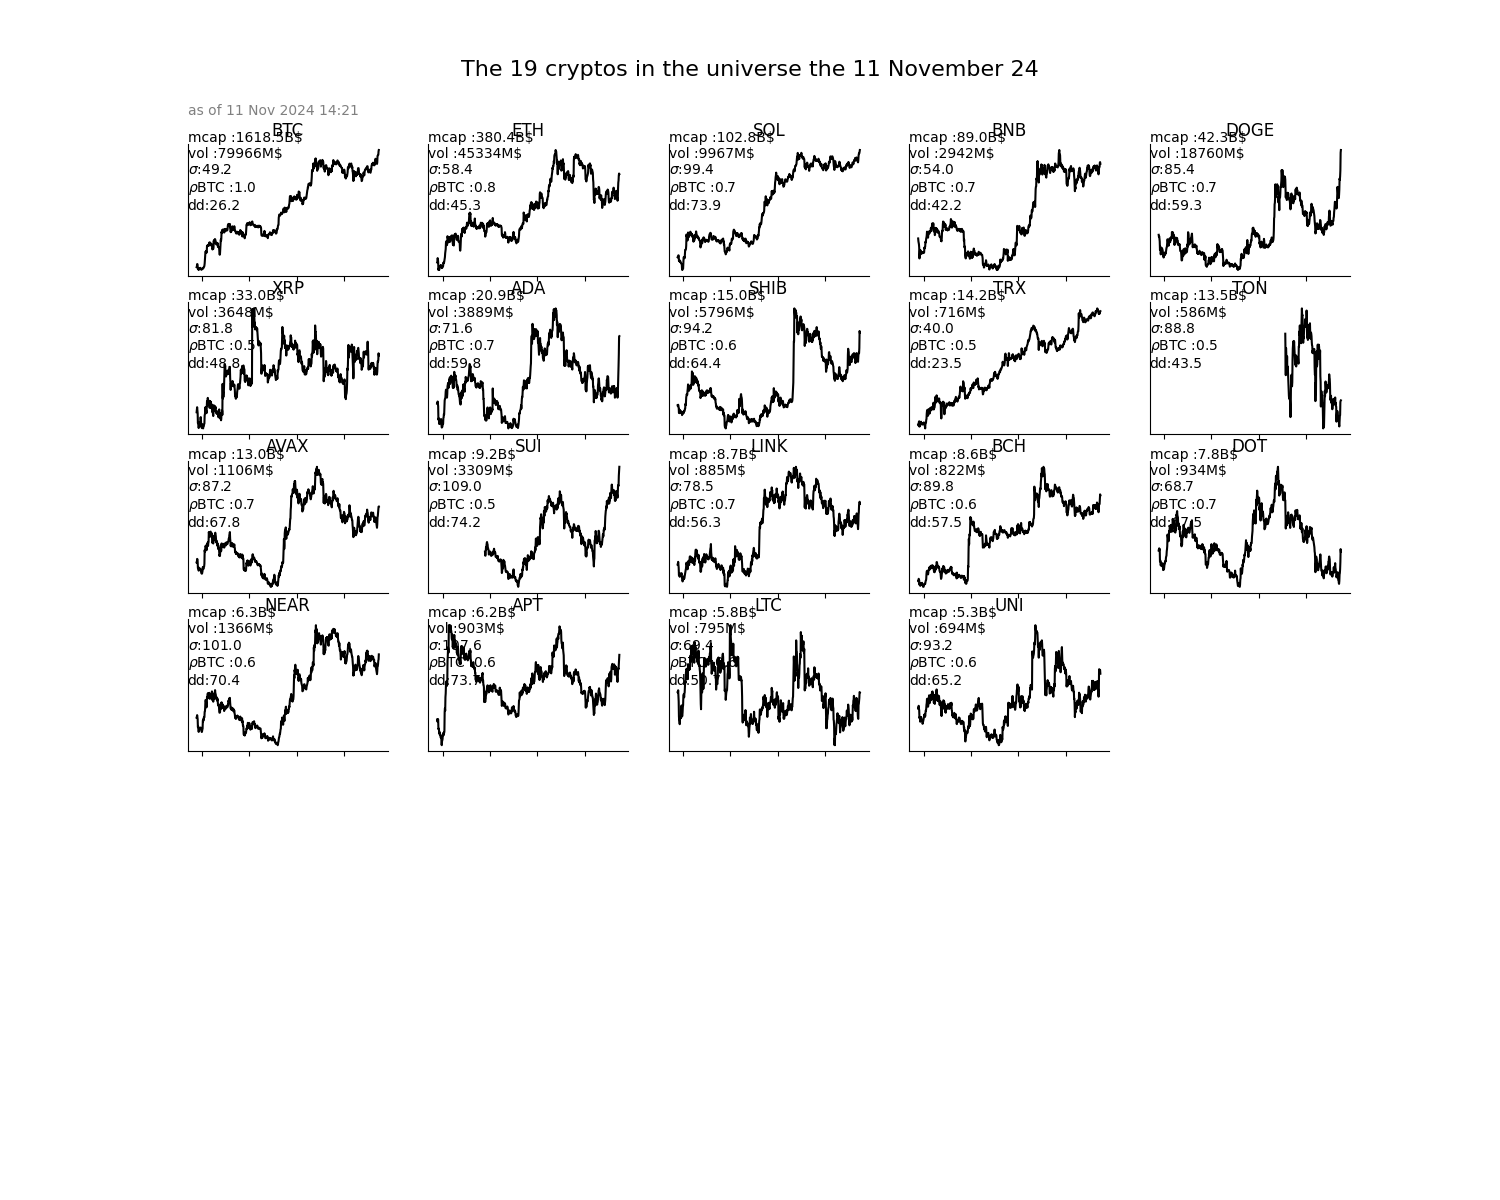 The 19 cryptos in the universe the 11 November 24
as of 11 Nov 2024 14:21
BTC
mcap :1618.5B$
vol :79966M$
σ:49.2
ρBTC :1.0
dd:26.2
ETH
mcap :380.4B$
vol :45334M$
σ:58.4
ρBTC :0.8
dd:45.3
SOL
mcap :102.8B$
vol :9967M$
σ:99.4
ρBTC :0.7
dd:73.9
BNB
mcap :89.0B$
vol :2942M$
σ:54.0
ρBTC :0.7
dd:42.2
DOGE
mcap :42.3B$
vol :18760M$
σ:85.4
ρBTC :0.7
dd:59.3
XRP
mcap :33.0B$
vol :3648M$
σ:81.8
ρBTC :0.5
dd:48.8
ADA
mcap :20.9B$
vol :3889M$
σ:71.6
ρBTC :0.7
dd:59.8
SHIB
mcap :15.0B$
vol :5796M$
σ:94.2
ρBTC :0.6
dd:64.4
TRX
mcap :14.2B$
vol :716M$
σ:40.0
ρBTC :0.5
dd:23.5
TON
mcap :13.5B$
vol :586M$
σ:88.8
ρBTC :0.5
dd:43.5
AVAX
mcap :13.0B$
vol :1106M$
σ:87.2
ρBTC :0.7
dd:67.8
SUI
mcap :9.2B$
vol :3309M$
σ:109.0
ρBTC :0.5
dd:74.2
LINK
mcap :8.7B$
vol :885M$
σ:78.5
ρBTC :0.7
dd:56.3
BCH
mcap :8.6B$
vol :822M$
σ:89.8
ρBTC :0.6
dd:57.5
DOT
mcap :7.8B$
vol :934M$
σ:68.7
ρBTC :0.7
NEAR
mcap :6.3B$
vol :1366M$
σ:101.0
ρBTC :0.6
dd:70.4
APT
mcap :6.2B$
vol :903M$
σ:107.6
ρBTC :0.6
LTC
mcap :5.8B$
vol :795M$
σ:69.4
UNI
mcap :5.3B$
vol :694M$
σ:93.2
ρBTC :0.6
dd:65.2